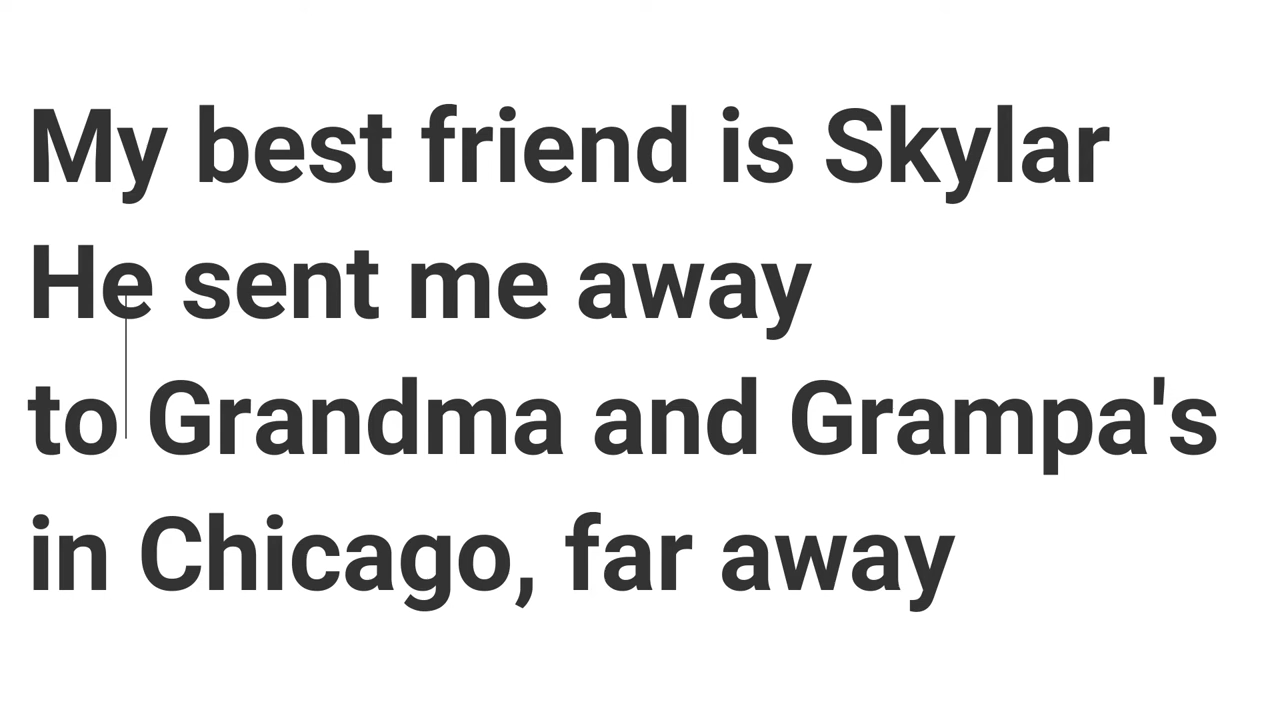 My best friend is Skylar
He sent me away
to Grandma and Grampa's
in Chicago, far away